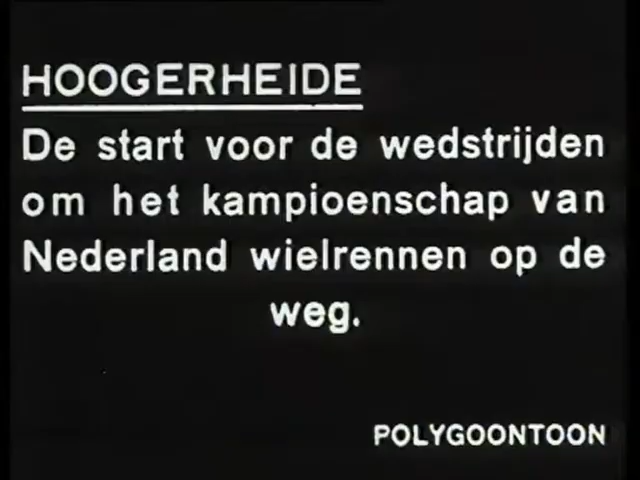 HOOGERHEIDE
De start voor de wedstrijden
om het kampioenschap van
Nederland wielrennen op de
weg.
POLYGOONTOON